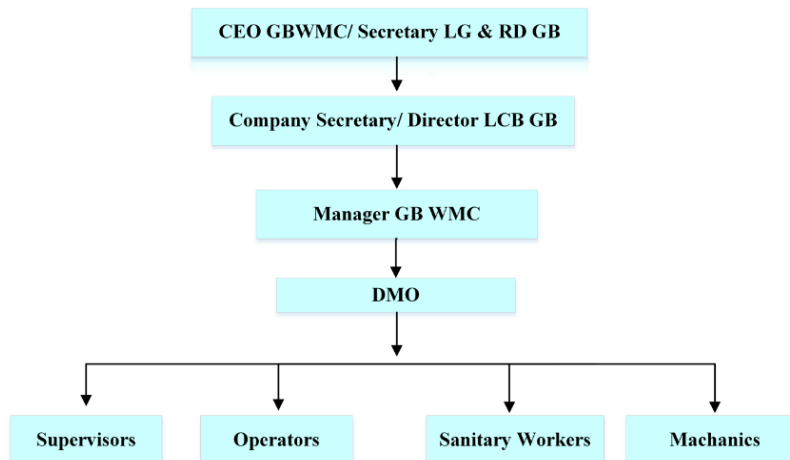 CEO GBWMC/ Secretary LG & RD GB
Company Secretary/ Director LCB GB
Manager GB WMC
DMO
Supervisors
Operators
Sanitary Workers
Machanics